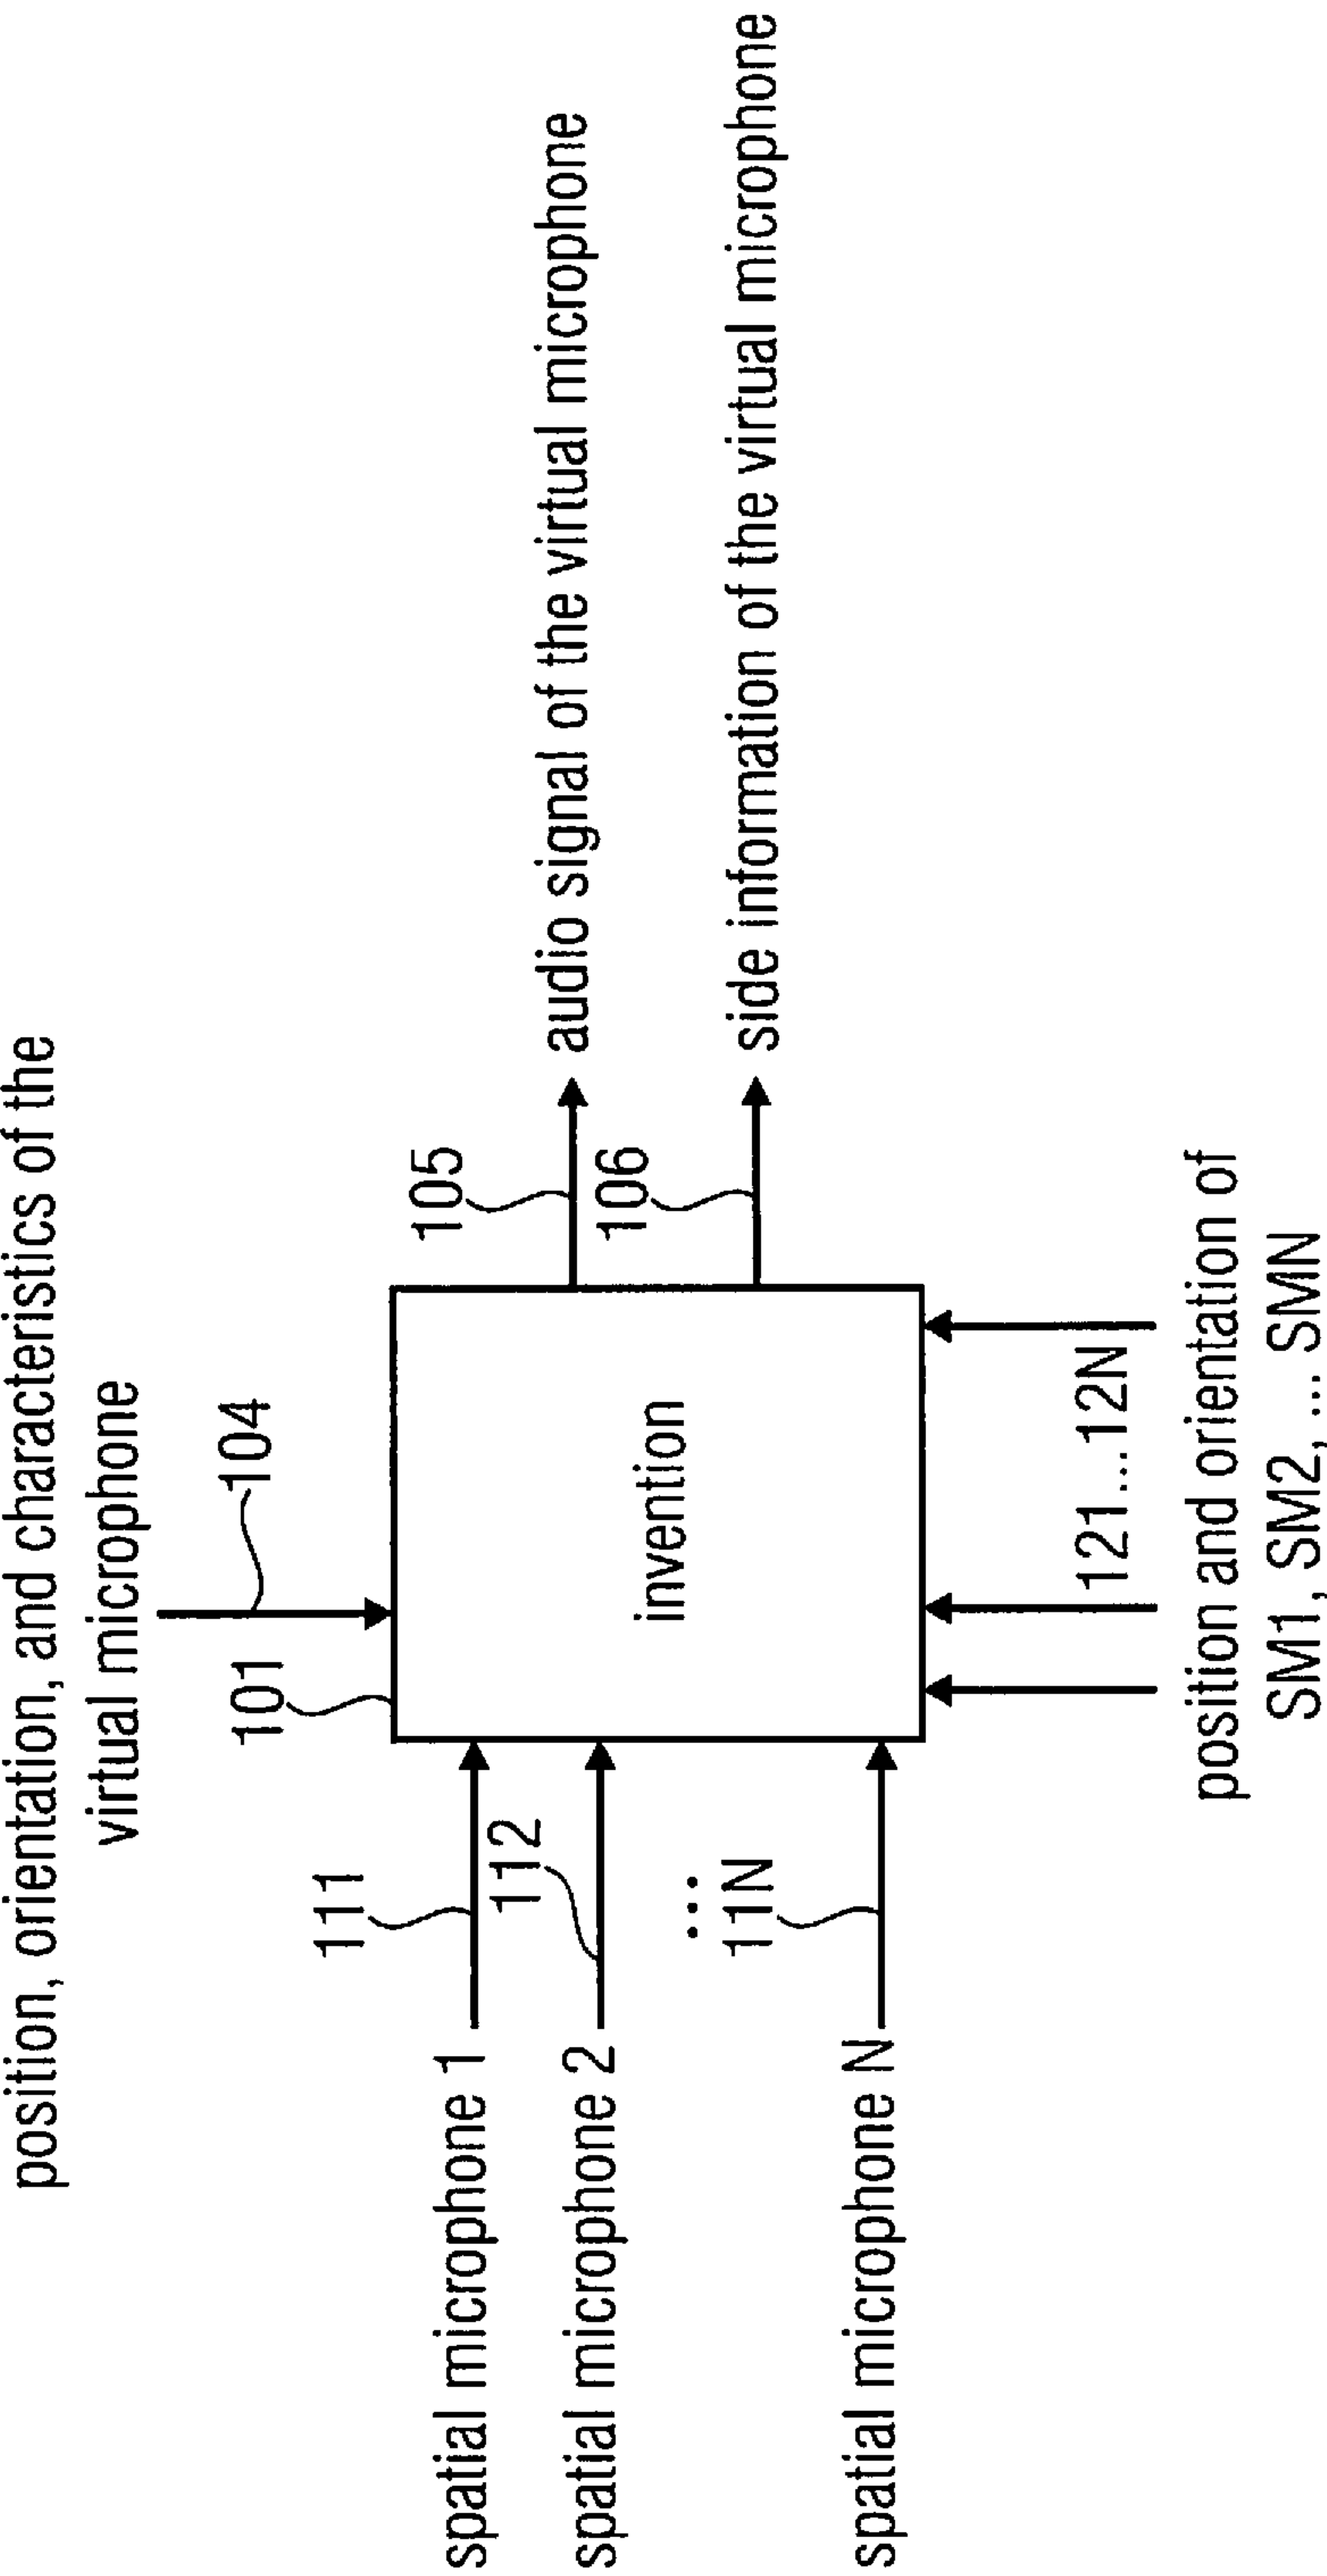 position, orientation, and characteristics of the
virtual microphone
104
101
111
spatial microphone 1
112
spatial microphone 2
...
11N
spatial microphone N
invention
105
audio signal of the virtual microphone
106
side information of the virtual microphone
121...12N
position and orientation of
SM1, SM2, ... SMN